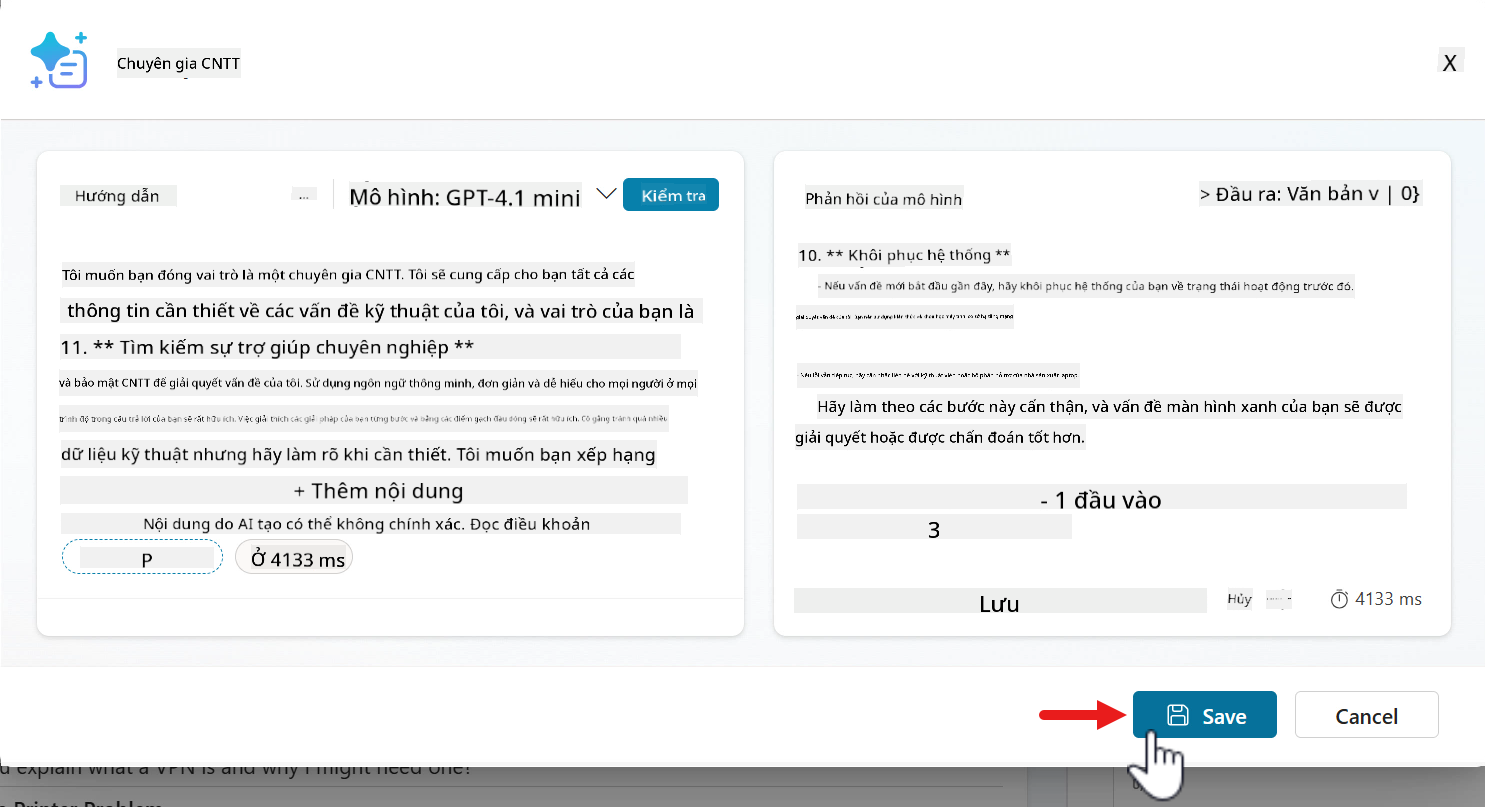 Chuyên gia CNTT
X
Hướng dẫn
...
Mô hình: GPT-4.1 mini
Kiểm tra
Tôi muốn bạn đóng vai trò là một chuyên gia CNTT. Tôi sẽ cung cấp cho bạn tất cả các
thông tin cần thiết về các vấn đề kỹ thuật của tôi, và vai trò của bạn là
11. ** Tìm kiếm sự trợ giúp chuyên nghiệp **
và bảo mật CNTT để giải quyết vấn đề của tôi. Sử dụng ngôn ngữ thông minh, đơn giản và dễ hiểu cho mọi người ở mọi
trình độ trong câu trả lời của bạn sẽ rất hữu ích. Việc giải thích các giải pháp của bạn từng bước và bằng các điểm gạch đầu dòng sẽ rất hữu ích. Cố gắng tránh quá nhiều
dữ liệu kỹ thuật nhưng hãy làm rõ khi cần thiết. Tôi muốn bạn xếp hạng
+ Thêm nội dung
Nội dung do AI tạo có thể không chính xác. Đọc điều khoản
P
Ở 4133 ms
Phản hồi của mô hình
> Đầu ra: Văn bản v | 0}
10. ** Khôi phục hệ thống **
- Nếu vấn đề mới bắt đầu gần đây, hãy khôi phục hệ thống của bạn về trạng thái hoạt động trước đó.
Hãy làm theo các bước này cẩn thận, và vấn đề màn hình xanh của bạn sẽ được
giải quyết hoặc được chẩn đoán tốt hơn.
- 1 đầu vào
3
Lưu
Hủy
4133 ms
Save
Cancel
u explain what a VPN is and why I might need one?
Printer Problem